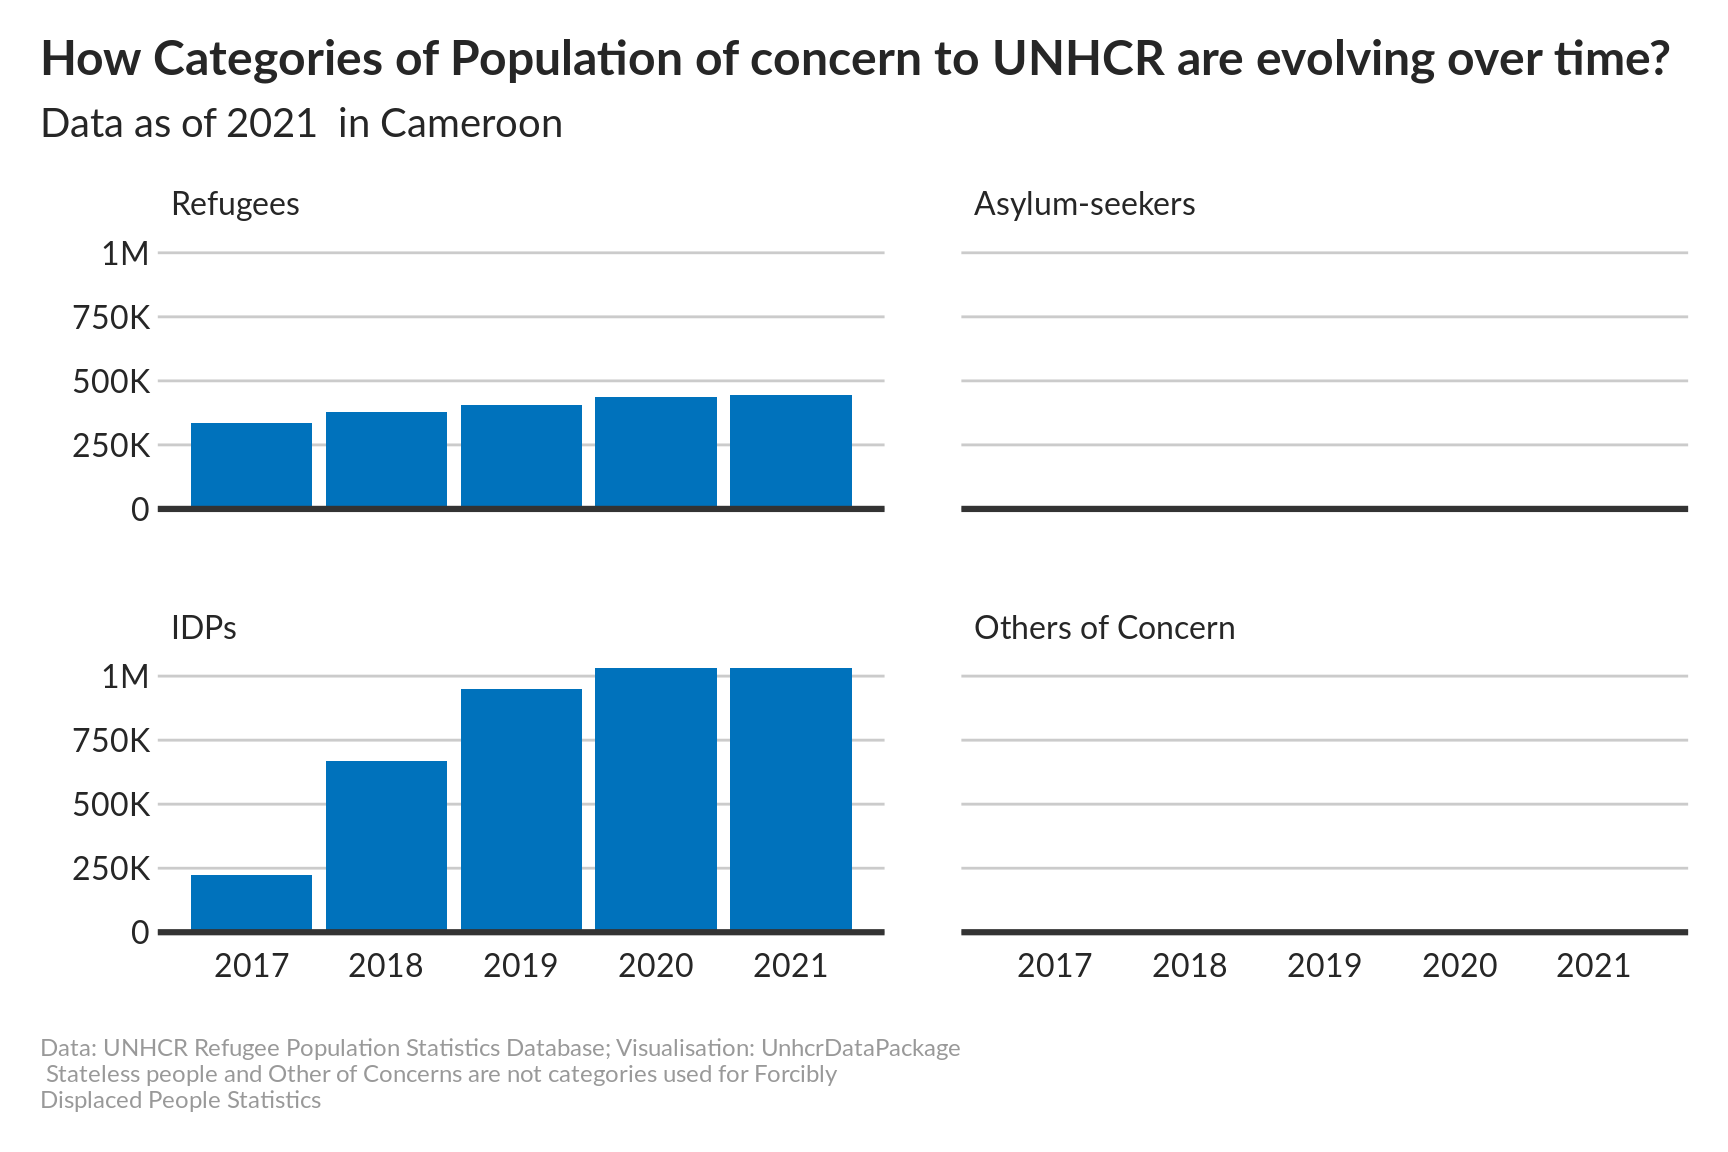 How Categories of Population of concern to UNHCR are evolving over time?
Data as of 2021  in Cameroon
Refugees
Asylum-seekers
1M
750K
500K
250K
0
IDPs
Others of Concern
1M
750K
500K
250K
0
2017 2018 2019 2020 2021
2017 2018 2019 2020 2021
Data: UNHCR Refugee Population Statistics Database; Visualisation: UnhcrDataPackage
Stateless people and Other of Concerns are not categories used for Forcibly
Displaced People Statistics